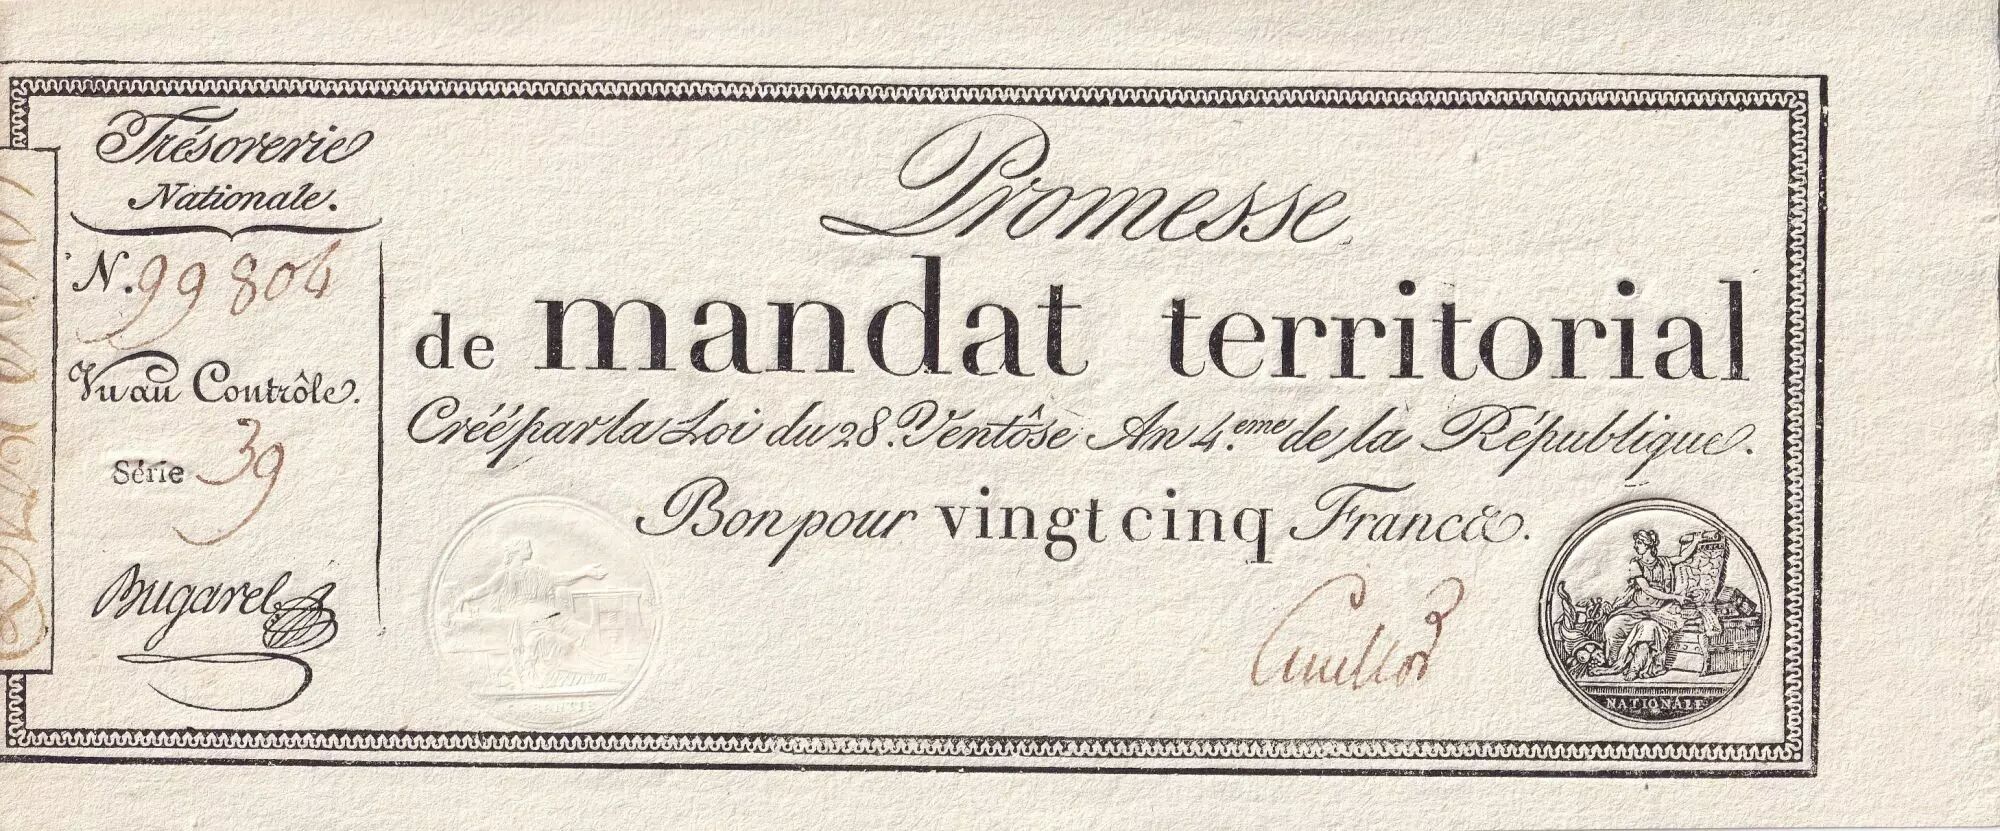 Trésorerie
Nationale.
N. 99804
Vu au Contrôle.
Série 39
Bugarel
Promesse
de mandat territorial
Créé par la Loi du 28. Ventôse An 4.eme de la République.
Bon pour vingt cinq Francs.
NATIONALE